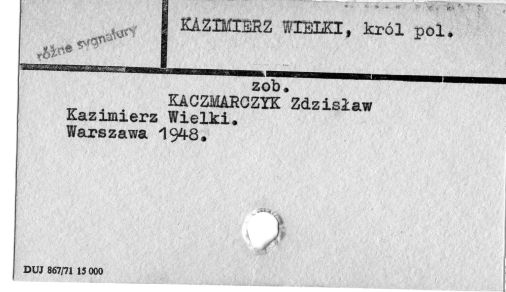 różne sygnatury
KAZIMIERZ WIELKI, król pol.
zob.
KACZMARCZYK Zdzisław
Kazimierz Wielki.
Warszawa 1948.
DUJ 867/71 15 000